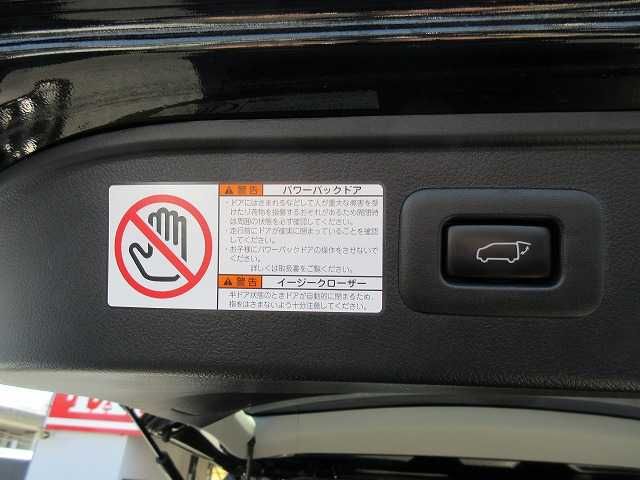 警告 パワーバックドア
・ドアにはさまれるなどして人が重大な傷害を受
けたり荷物を損傷するおそれがあるため開閉時
は周囲の状態を必ず確認してください。
・走行前にドアが確実に閉まっていることを確認
してください。
・お子様にパワーバックドアの操作をさせないで
ください。
詳しくは取扱書をご覧ください。
警告 イージークローザー
半ドア状態のときドアが自動的に閉まるため、
指をはさまないよう十分注意してください。